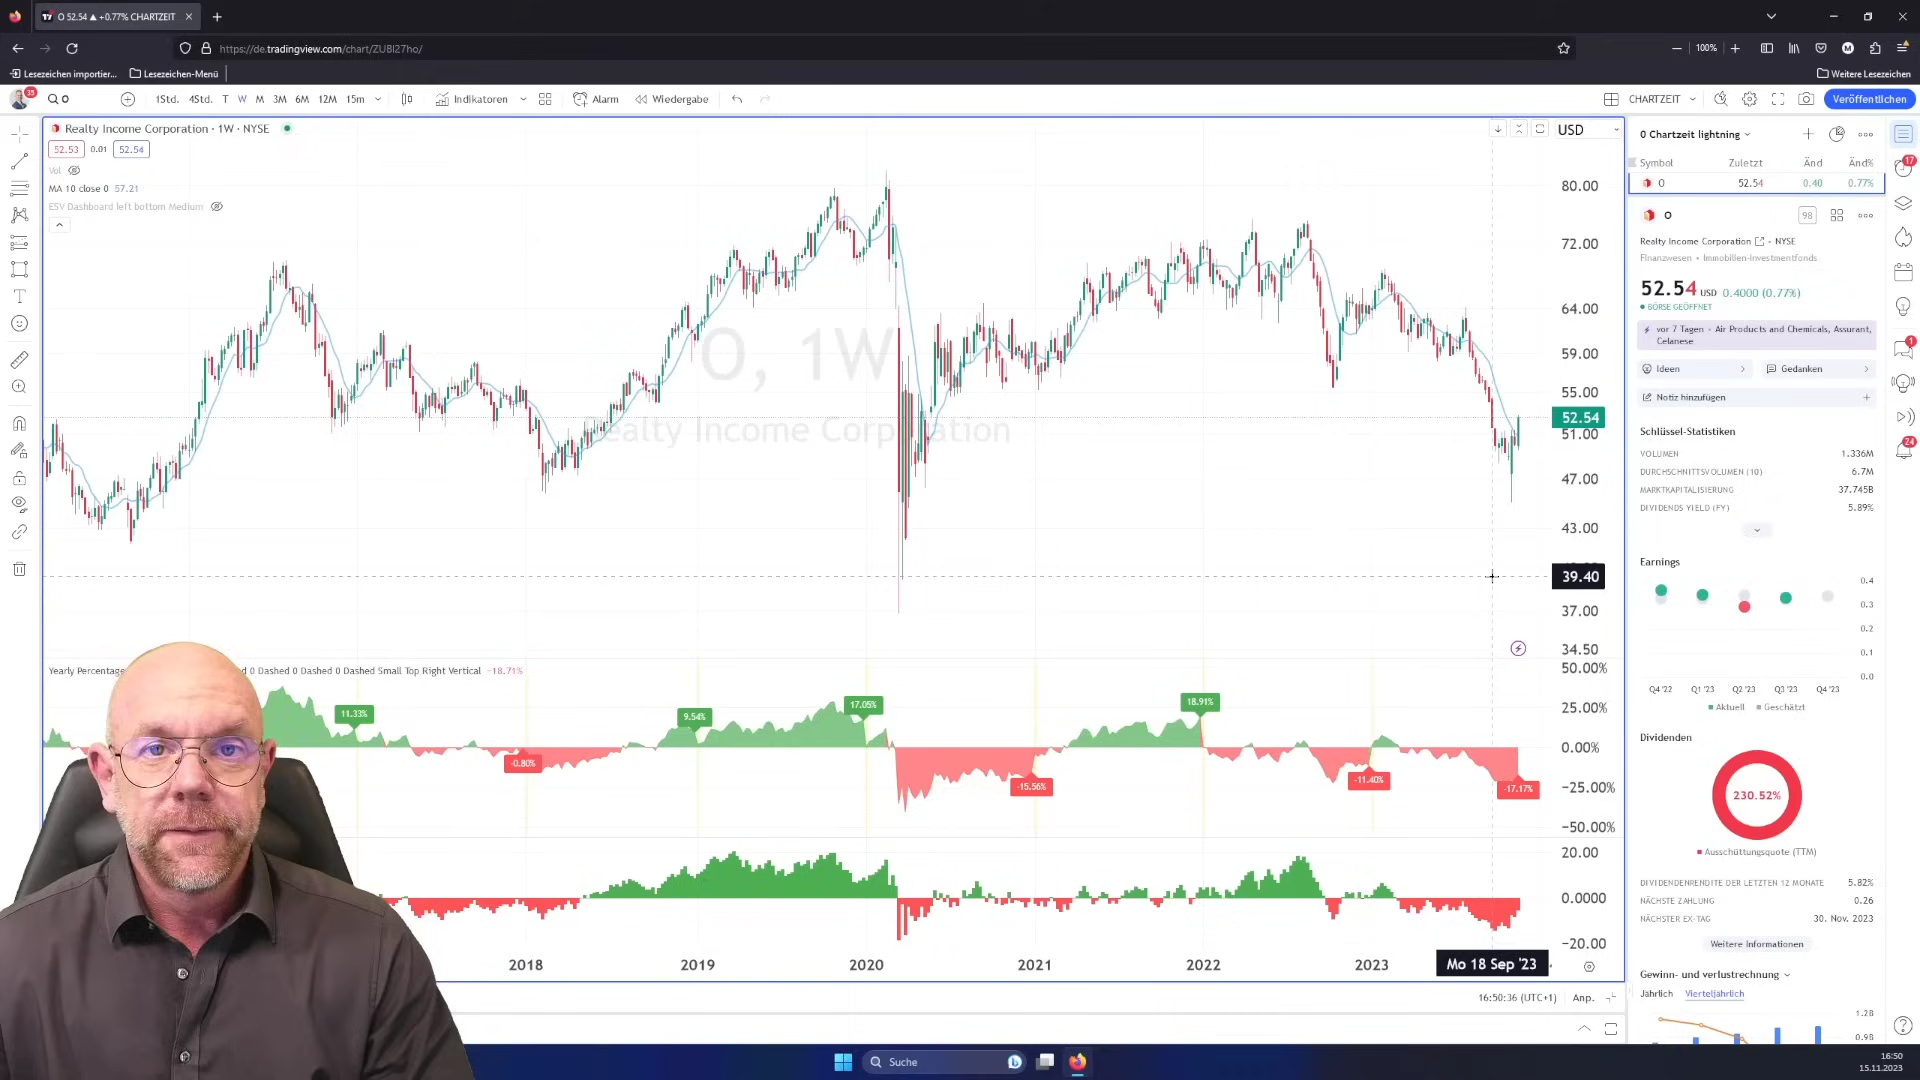 O 52.54 ▲ +0.77% CHARTZEIT
https://de.tradingview.com/chart/ZUBI27ho/
100%
Lesezeichen importier...
Lesezeichen-Menü
Weitere Lesezeichen
35
O
1Std. 4Std. T W M 3M 6M 12M 15m
Indikatoren
Alarm
Wiedergabe
CHARTZEIT
Veröffentlichen
Realty Income Corporation · 1W · NYSE
52.53 0.01 52.54
Vol
MA 10 close 0 57.21
ESV Dashboard left bottom Medium
O, 1W
Realty Income Corporation
USD
80.00
72.00
64.00
59.00
55.00
52.54
51.00
47.00
43.00
39.40
37.00
34.50
Yearly Percentage
0 Dashed 0 Dashed 0 Dashed Small Top Right Vertical -18.71%
50.00%
25.00%
0.00%
-25.00%
-50.00%
11.33%
-0.80%
9.54%
17.05%
-15.56%
18.91%
-11.40%
-17.17%
20.00
0.0000
-20.00
2018 2019 2020 2021 2022 2023
Mo 18 Sep '23
16:50:36 (UTC+1) Anp.
0 Chartzeit lightning
Symbol Zuletzt Änd Änd%
O 52.54 0.40 0.77%
O
98
Realty Income Corporation • NYSE
Finanzwesen • Immobilien-Investmentfonds
52.54 USD 0.4000 (0.77%)
BÖRSE GEÖFFNET
vor 7 Tagen • Air Products and Chemicals, Assurant,
Celanese
Ideen
Gedanken
Notiz hinzufügen
Schlüssel-Statistiken
VOLUMEN 1.336M
DURCHSCHNITTSVOLUMEN (10) 6.7M
MARKTKAPITALISIERUNG 37.745B
DIVIDENDS YIELD (FY) 5.89%
Earnings
0.4
0.3
0.2
0.1
0.0
Q4 '22 Q1 '23 Q2 '23 Q3 '23 Q4 '23
Aktuell Geschätzt
Dividenden
230.52%
Ausschüttungsquote (TTM)
DIVIDENDENRENDITE DER LETZTEN 12 MONATE 5.82%
NÄCHSTE ZAHLUNG 0.26
NÄCHSTER EX-TAG 30. Nov. 2023
Weitere Informationen
Gewinn- und verlustrechnung
Jährlich Vierteljährlich
1.2B
0.9B
17
1
24
Suche
16:50
15.11.2023